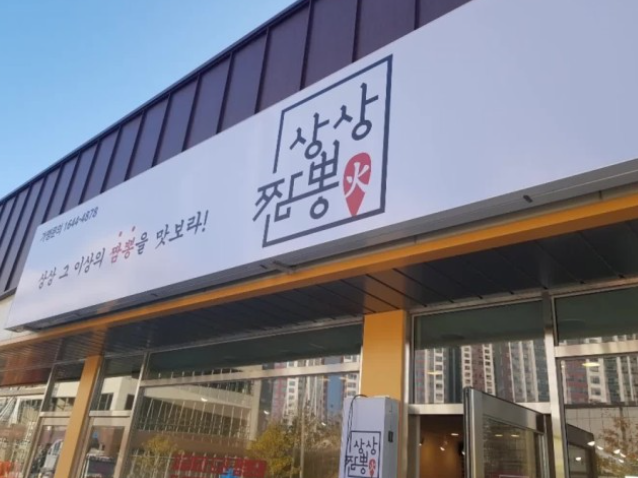 가맹문의 1644-4878
상상 그 이상의 짬뽕을 맛보라!
상상
짬뽕
火
상상
짬뽕
火